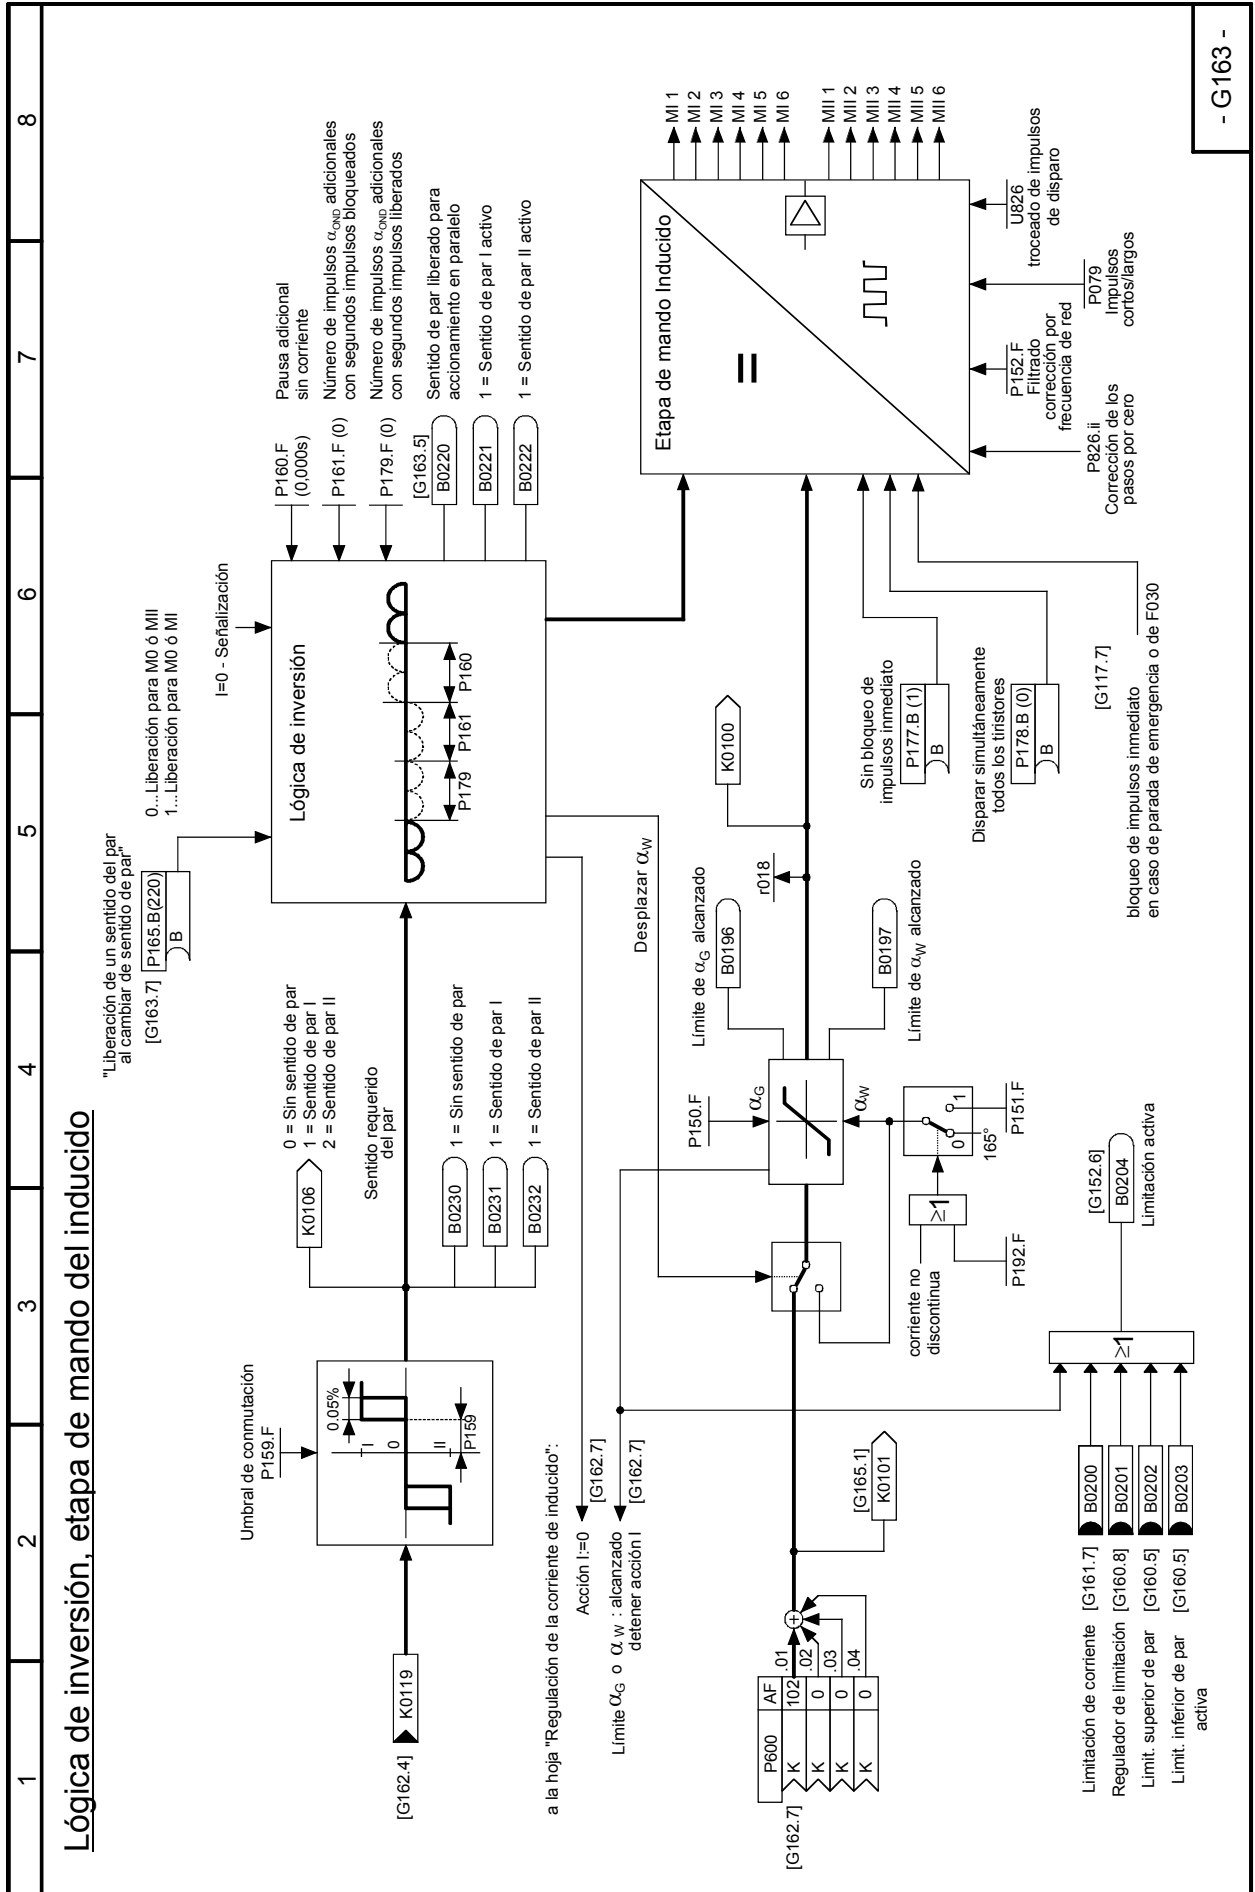 1 2 3 4 5 6 7 8
Lógica de inversión, etapa de mando del inducido
"Liberación de un sentido del par
al cambiar de sentido de par"
[G163.7]
P165.B(220)
B
0...Liberación para M0 ó MII
1...Liberación para M0 ó MI
I=0 - Señalización
Umbral de conmutación
P159.F
0.05%
I
0
II
P159
[G162.4]
K0119
K0106
0 = Sin sentido de par
1 = Sentido de par I
2 = Sentido de par II
Sentido requerido
del par
B0230
1 = Sin sentido de par
B0231
1 = Sentido de par I
B0232
1 = Sentido de par II
Lógica de inversión
P179
P161
P160
P160.F
(0,000s)
Pausa adicional
sin corriente
P161.F (0)
Número de impulsos αOND adicionales
con segundos impulsos bloqueados
P179.F (0)
Número de impulsos αOND adicionales
con segundos impulsos liberados
[G163.5]
B0220
Sentido de par liberado para
accionamiento en paralelo
B0221
1 = Sentido de par I activo
B0222
1 = Sentido de par II activo
a la hoja "Regulación de la corriente de inducido":
Acción I:=0
[G162.7]
Límite αG o αW : alcanzado
detener acción I
[G162.7]
Desplazar αW
P150.F
αG
αW
Límite de αG alcanzado
B0196
B0197
Límite de αW alcanzado
r018
K0100
[G162.7]
P600
AF
K
102
.01
K
0
.02
K
0
.03
K
0
.04
+
[G165.1]
K0101
corriente no
discontinua
P192.F
≥1
0
1
165°
P151.F
Etapa de mando Inducido
MI 1
MI 2
MI 3
MI 4
MI 5
MI 6
MII 1
MII 2
MII 3
MII 4
MII 5
MII 6
Sin bloqueo de
impulsos inmediato
P177.B (1)
B
Disparar simultáneamente
todos los tiristores
P178.B (0)
B
[G117.7]
bloqueo de impulsos inmediato
en caso de parada de emergencia o de F030
P826.ii
Corrección de los
pasos por cero
P152.F
Filtrado
corrección por
frecuencia de red
P079
Impulsos
cortos/largos
U826
troceado de impulsos
de disparo
Limitación de corriente [G161.7] B0200
Regulador de limitación [G160.8] B0201
Limit. superior de par [G160.5] B0202
Limit. inferior de par [G160.5] B0203
activa
≥1
[G152.6]
B0204
Limitación activa
- G163 -